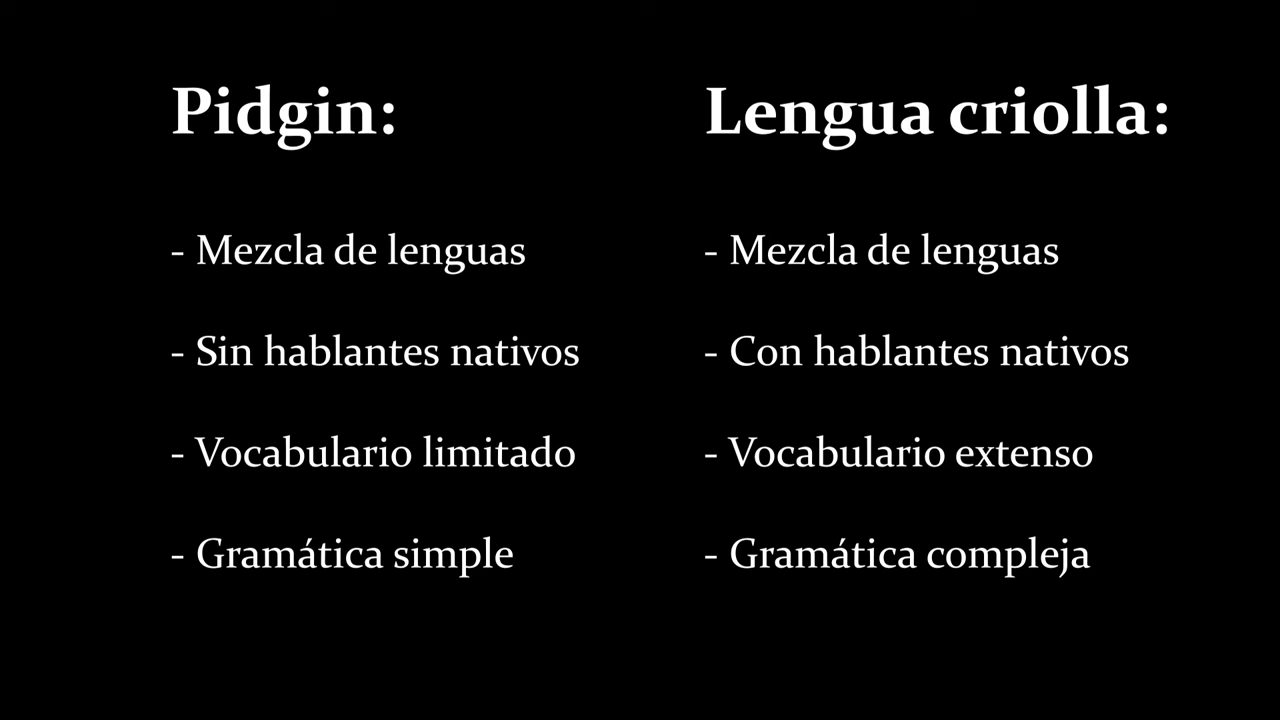 Pidgin:
- Mezcla de lenguas
- Sin hablantes nativos
- Vocabulario limitado
- Gramática simple
Lengua criolla:
- Mezcla de lenguas
- Con hablantes nativos
- Vocabulario extenso
- Gramática compleja